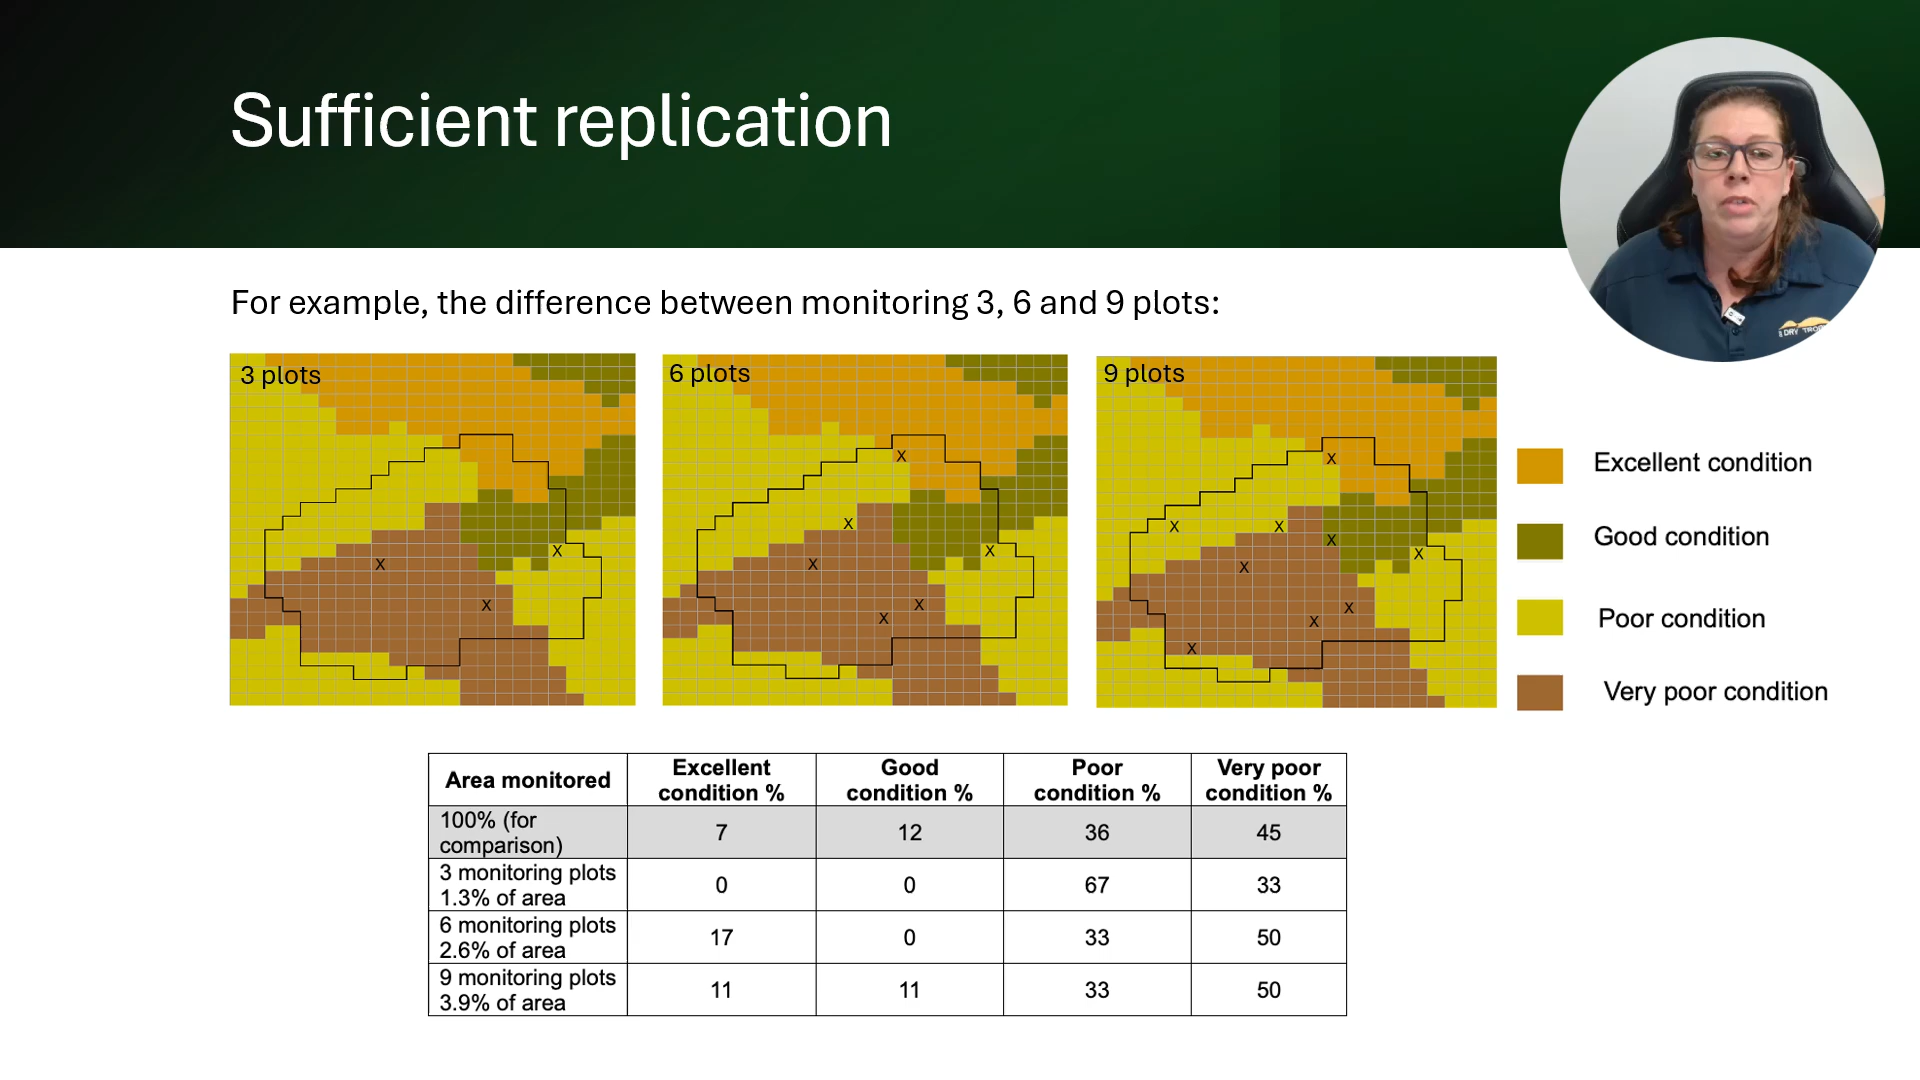 Sufficient replication
For example, the difference between monitoring 3, 6 and 9 plots:
3 plots
x
x
x
6 plots
x
x
x
x
x
x
9 plots
x
x
x
x
x
x
x
x
x
Excellent condition
Good condition
Poor condition
Very poor condition
Area monitored
Excellent
condition %
Good
condition %
Poor
condition %
Very poor
condition %
100% (for
comparison)
7
12
36
45
3 monitoring plots
1.3% of area
0
0
67
33
6 monitoring plots
2.6% of area
17
0
33
50
9 monitoring plots
3.9% of area
11
11
33
50
DRY TROP